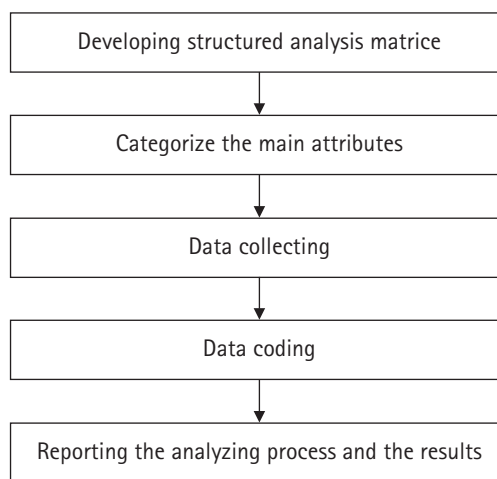 Developing structured analysis matrice
Categorize the main attributes
Data collecting
Data coding
Reporting the analyzing process and the results